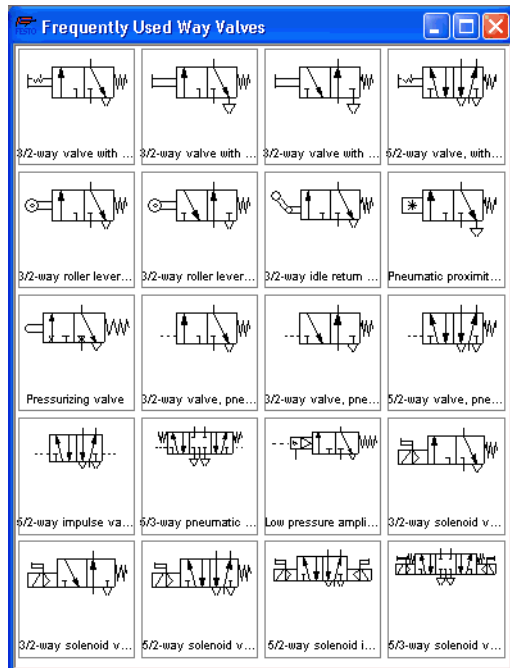 FESTO
Frequently Used Way Valves
3/2-way valve with ...
3/2-way valve with ...
3/2-way valve with ...
5/2-way valve, with...
3/2-way roller lever...
3/2-way roller lever...
3/2-way idle return ...
Pneumatic proximit...
Pressurizing valve
3/2-way valve, pne...
3/2-way valve, pne...
5/2-way valve, pne...
5/2-way impulse va...
5/3-way pneumatic ...
Low pressure ampli...
3/2-way solenoid v...
3/2-way solenoid v...
5/2-way solenoid v...
5/2-way solenoid i...
5/3-way solenoid v...